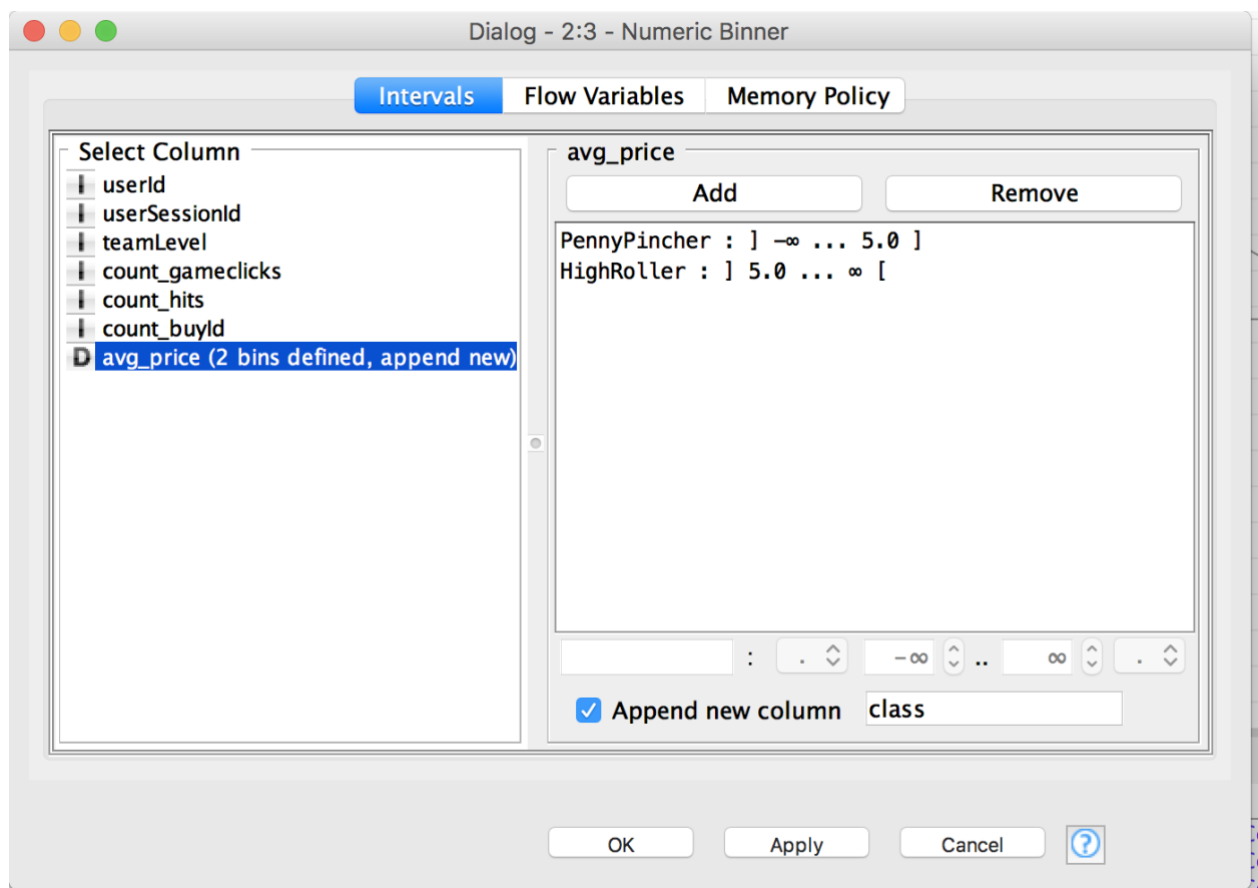 Dialog - 2:3 - Numeric Binner
Intervals Flow Variables Memory Policy
Select Column
I userId
I userSessionId
I teamLevel
I count_gameclicks
I count_hits
I count_buyId
D avg_price (2 bins defined, append new)
avg_price
Add Remove
PennyPincher : ] -∞ ... 5.0 ]
HighRoller : ] 5.0 ... ∞ [
: . -∞ .. ∞ .
Append new column class
OK Apply Cancel ?